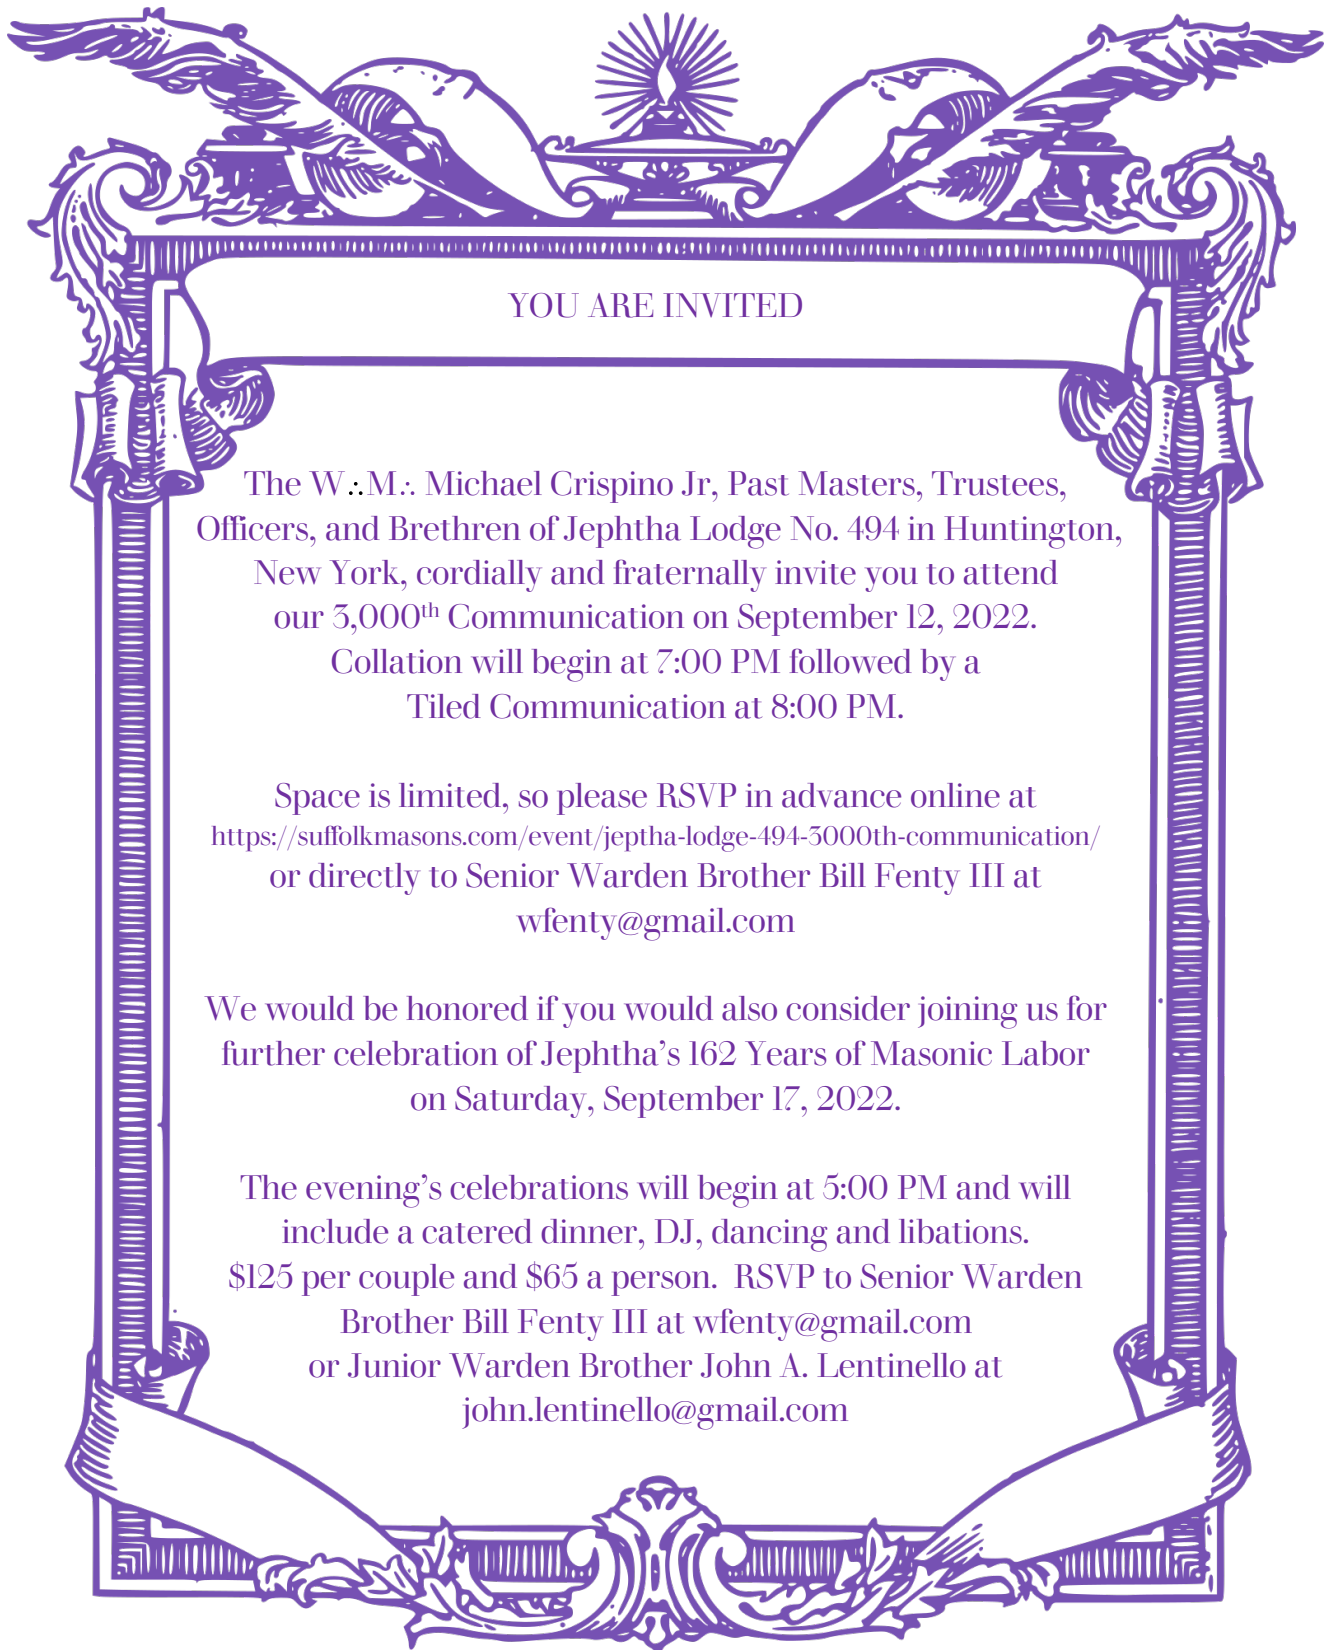 YOU ARE INVITED
The W∴M∴ Michael Crispino Jr, Past Masters, Trustees,
Officers, and Brethren of Jephtha Lodge No. 494 in Huntington,
New York, cordially and fraternally invite you to attend
our 3,000th Communication on September 12, 2022.
Collation will begin at 7:00 PM followed by a
Tiled Communication at 8:00 PM.
Space is limited, so please RSVP in advance online at
https://suffolkmasons.com/event/jeptha-lodge-494-3000th-communication/
or directly to Senior Warden Brother Bill Fenty III at
wfenty@gmail.com
We would be honored if you would also consider joining us for
further celebration of Jephtha’s 162 Years of Masonic Labor
on Saturday, September 17, 2022.
The evening’s celebrations will begin at 5:00 PM and will
include a catered dinner, DJ, dancing and libations.
$125 per couple and $65 a person.  RSVP to Senior Warden
Brother Bill Fenty III at wfenty@gmail.com
or Junior Warden Brother John A. Lentinello at
john.lentinello@gmail.com